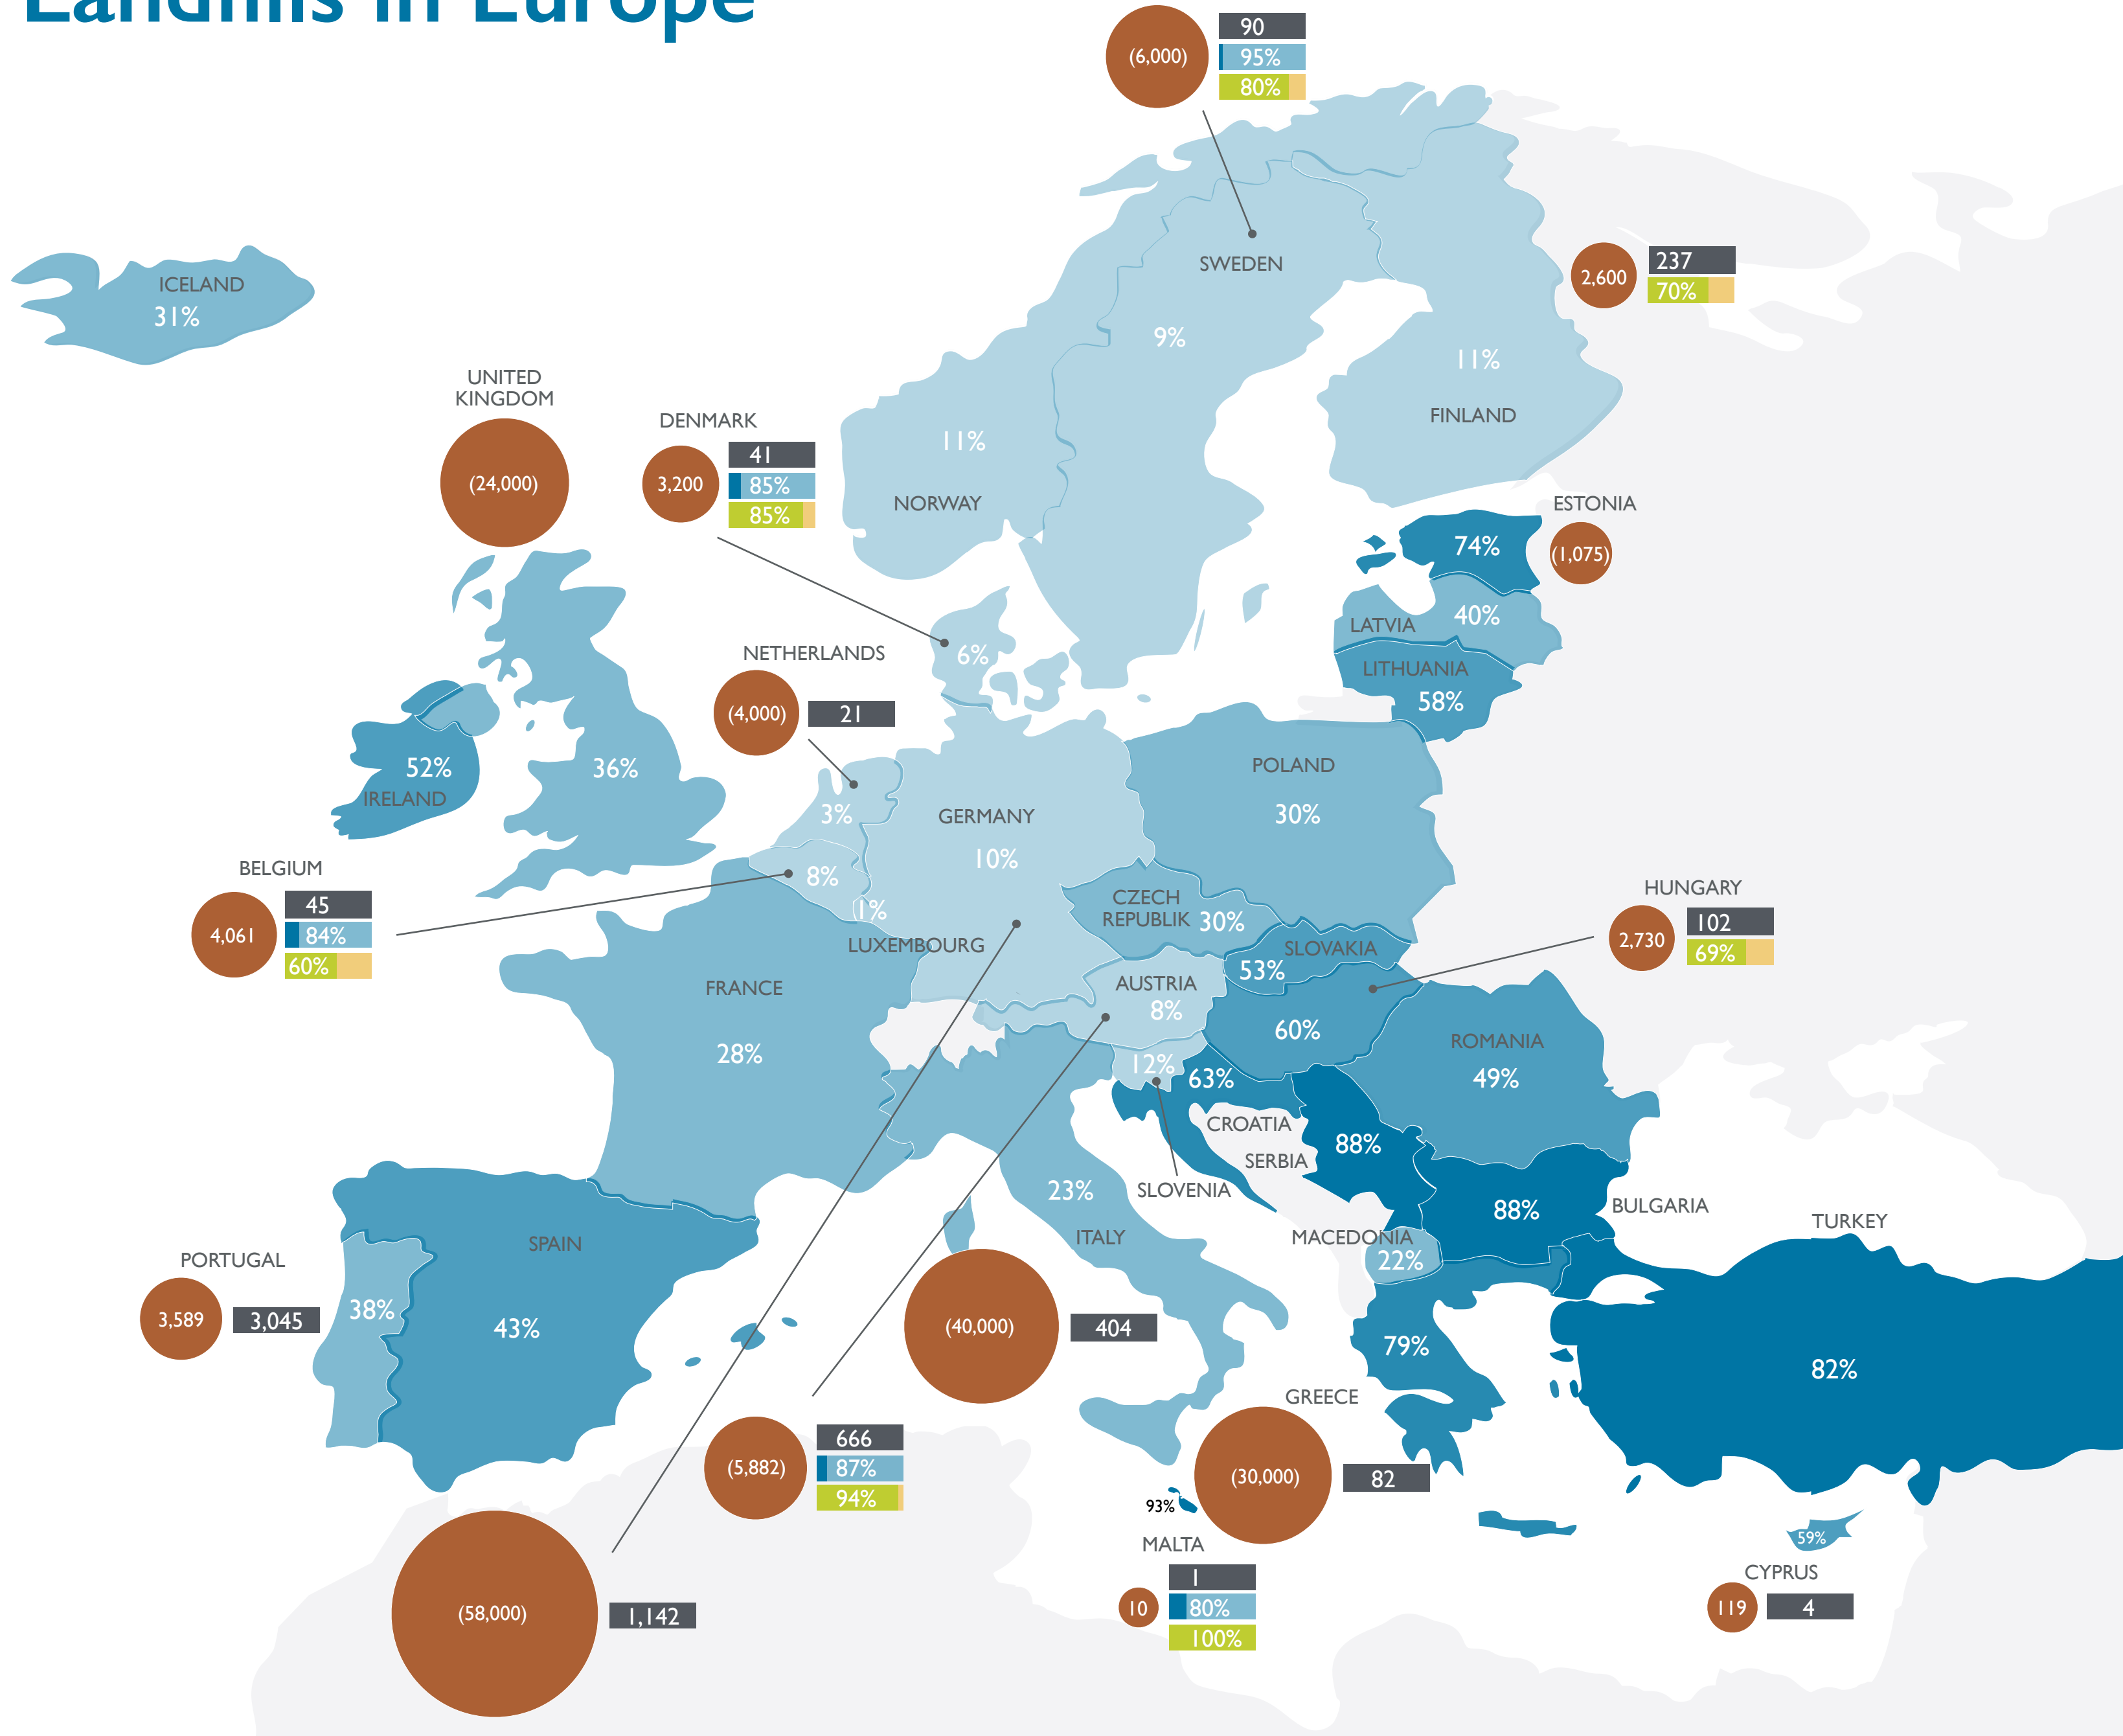 Landfills in Europe
(6,000)
90
95%
80%
SWEDEN
9%
ICELAND
31%
2,600
237
70%
11%
FINLAND
UNITED
KINGDOM
(24,000)
DENMARK
3,200
41
85%
85%
11%
NORWAY
ESTONIA
74%
(1,075)
40%
LATVIA
LITHUANIA
58%
6%
NETHERLANDS
(4,000)
21
3%
52%
IRELAND
36%
POLAND
30%
GERMANY
10%
BELGIUM
4,061
45
84%
60%
8%
1%
LUXEMBOURG
CZECH
REPUBLIK
30%
SLOVAKIA
53%
HUNGARY
2,730
102
69%
FRANCE
28%
AUSTRIA
8%
60%
ROMANIA
49%
12%
63%
CROATIA
SERBIA
88%
SLOVENIA
23%
ITALY
88%
BULGARIA
MACEDONIA
22%
TURKEY
82%
SPAIN
43%
PORTUGAL
3,589
3,045
38%
(40,000)
404
79%
GREECE
(30,000)
82
(5,882)
666
87%
94%
93%
MALTA
10
1
80%
100%
59%
CYPRUS
119
4
(58,000)
1,142